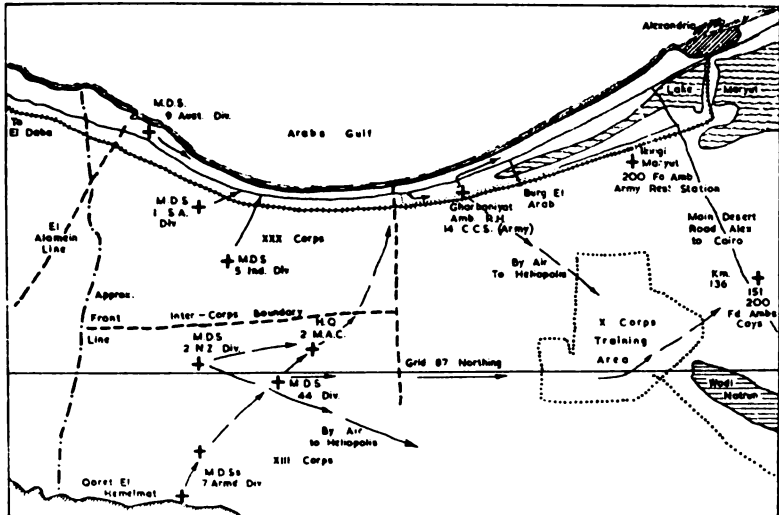 Alexandria
Lake
Maryut
To
El Daba
M.D.S.
9 Aust. Div.
Arabs Gulf
Ikingi
Maryut
200 Fd Amb
Army Rest Station
M.D.S
1 S.A.
Div
Gharbaniyat
Amb. R.H.
14 C.C.S. (Army)
Burg El
Arab
Main Desert
Road Alex
to Cairo
El
Alamein
Line
XXX Corps
M.D.S
5 Ind. Div
By Air
To Heliopolis
Km.
136
151
200
Fd Ambs
Coys
Approx.
Front
Line
Inter-Corps Boundary
H.Q
2 M.A.C.
X Corps
Training
Area
M.D.S
2 N.Z Div.
Grid 87 Northing
M.D.S
44 Div.
Wadi
Natrun
By Air
to Heliopolis
XIII Corps
M.D.Ss
7 Armd Div
Qaret El
Hemeimat